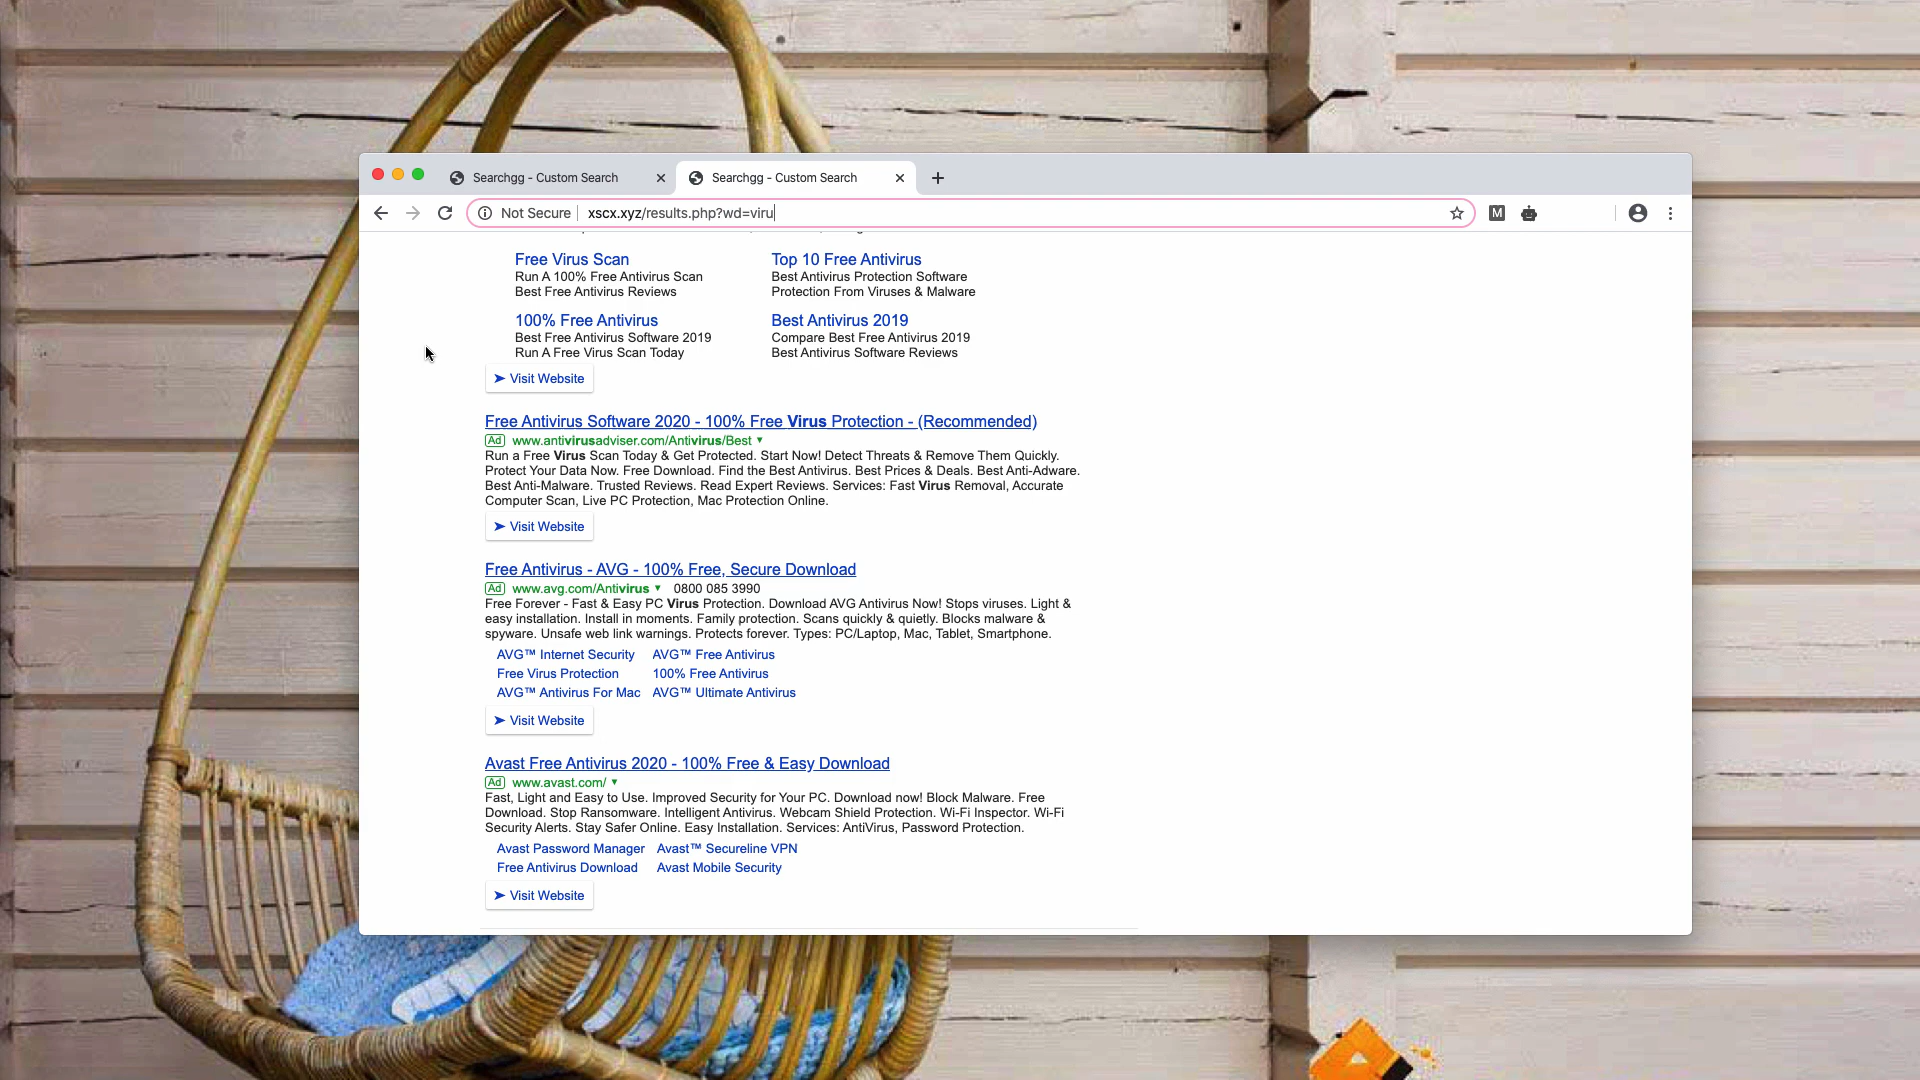 Searchgg - Custom Search
Searchgg - Custom Search
Not Secure
xscx.xyz/results.php?wd=viru
M
Free Virus Scan
Run A 100% Free Antivirus Scan
Best Free Antivirus Reviews
Top 10 Free Antivirus
Best Antivirus Protection Software
Protection From Viruses & Malware
100% Free Antivirus
Best Free Antivirus Software 2019
Run A Free Virus Scan Today
Best Antivirus 2019
Compare Best Free Antivirus 2019
Best Antivirus Software Reviews
➤ Visit Website
Free Antivirus Software 2020 - 100% Free Virus Protection - (Recommended)
Ad www.antivirusadviser.com/Antivirus/Best ▼
Run a Free Virus Scan Today & Get Protected. Start Now! Detect Threats & Remove Them Quickly.
Protect Your Data Now. Free Download. Find the Best Antivirus. Best Prices & Deals. Best Anti-Adware.
Best Anti-Malware. Trusted Reviews. Read Expert Reviews. Services: Fast Virus Removal, Accurate
Computer Scan, Live PC Protection, Mac Protection Online.
➤ Visit Website
Free Antivirus - AVG - 100% Free, Secure Download
Ad www.avg.com/Antivirus ▼ 0800 085 3990
Free Forever - Fast & Easy PC Virus Protection. Download AVG Antivirus Now! Stops viruses. Light &
easy installation. Install in moments. Family protection. Scans quickly & quietly. Blocks malware &
spyware. Unsafe web link warnings. Protects forever. Types: PC/Laptop, Mac, Tablet, Smartphone.
AVG™ Internet Security AVG™ Free Antivirus
Free Virus Protection 100% Free Antivirus
AVG™ Antivirus For Mac AVG™ Ultimate Antivirus
➤ Visit Website
Avast Free Antivirus 2020 - 100% Free & Easy Download
Ad www.avast.com/ ▼
Fast, Light and Easy to Use. Improved Security for Your PC. Download now! Block Malware. Free
Download. Stop Ransomware. Intelligent Antivirus. Webcam Shield Protection. Wi-Fi Inspector. Wi-Fi
Security Alerts. Stay Safer Online. Easy Installation. Services: AntiVirus, Password Protection.
Avast Password Manager Avast™ Secureline VPN
Free Antivirus Download Avast Mobile Security
➤ Visit Website